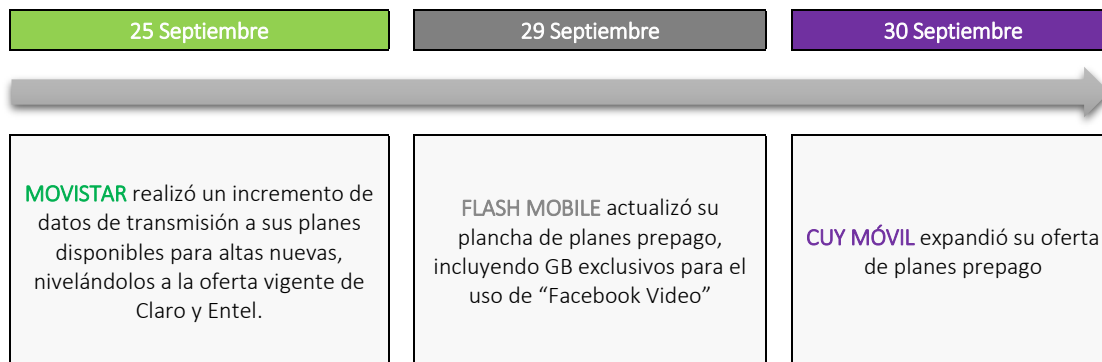 25 Septiembre
29 Septiembre
30 Septiembre
MOVISTAR realizó un incremento de
datos de transmisión a sus planes
disponibles para altas nuevas,
nivelándolos a la oferta vigente de
Claro y Entel.
FLASH MOBILE actualizó su
plancha de planes prepago,
incluyendo GB exclusivos para el
uso de “Facebook Video”
CUY MÓVIL expandió su oferta
de planes prepago